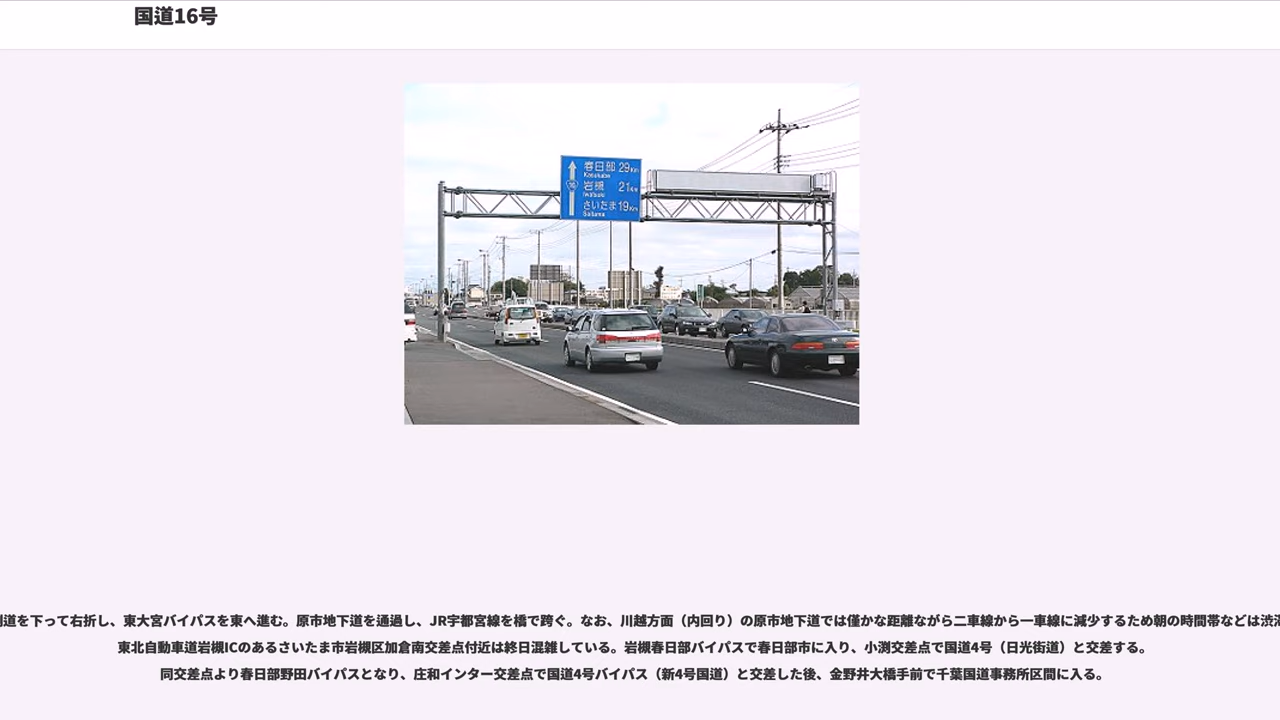 国道16号
春日部 29Km
Kasukabe
岩槻 21Km
Iwatsuki
16
さいたま19Km
Saitama
道を下って右折し、東大宮バイパスを東へ進む。原市地下道を通過し、JR宇都宮線を橋で跨ぐ。なお、川越方面（内回り）の原市地下道では僅かな距離ながら二車線から一車線に減少するため朝の時間帯などは渋
東北自動車道岩槻ICのあるさいたま市岩槻区加倉南交差点付近は終日混雑している。岩槻春日部バイパスで春日部市に入り、小渕交差点で国道4号（日光街道）と交差する。
同交差点より春日部野田バイパスとなり、庄和インター交差点で国道4号バイパス（新4号国道）と交差した後、金野井大橋手前で千葉国道事務所区間に入る。